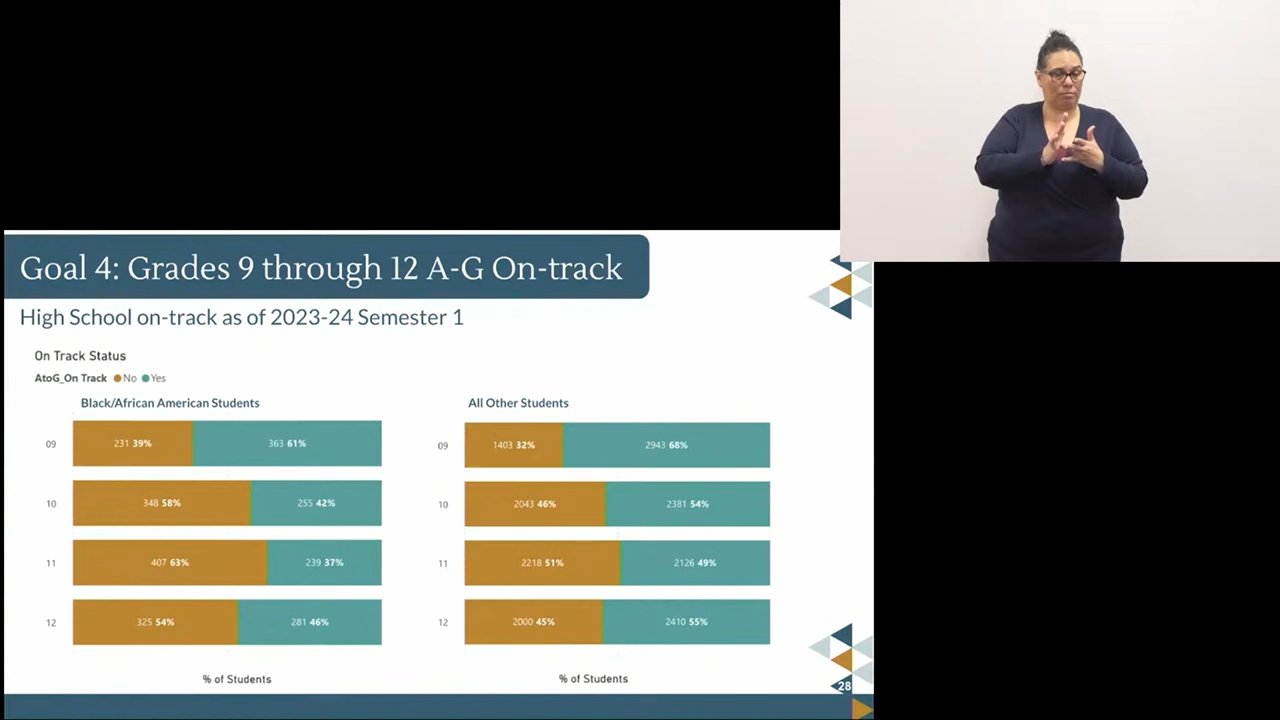 Goal 4: Grades 9 through 12 A-G On-track
High School on-track as of 2023-24 Semester 1
On Track Status
AtoG_On Track No Yes
Black/African American Students
09 231 39% 363 61%
10 348 58% 255 42%
11 407 63% 239 37%
12 325 54% 281 46%
% of Students
All Other Students
09 1403 32% 2943 68%
10 2043 46% 2381 54%
11 2218 51% 2126 49%
12 2000 45% 2410 55%
% of Students
28